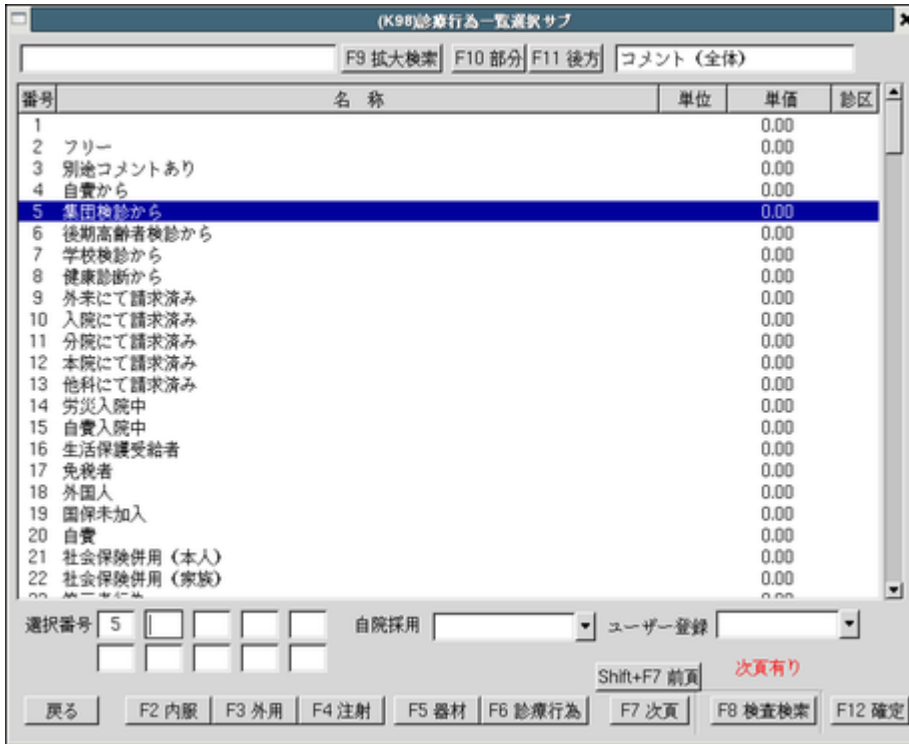 (K98)診療行為一覧選択サブ
F9 拡大検索 F10 部分 F11 後方 コメント（全体）
番号 名 称 単位 単価 診区
1 0.00
2 フリー 0.00
3 別途コメントあり 0.00
4 自費から 0.00
5 集団検診から 0.00
6 後期高齢者検診から 0.00
7 学校検診から 0.00
8 健康診断から 0.00
9 外来にて請求済み 0.00
10 入院にて請求済み 0.00
11 分院にて請求済み 0.00
12 本院にて請求済み 0.00
13 他科にて請求済み 0.00
14 労災入院中 0.00
15 自費入院中 0.00
16 生活保護受給者 0.00
17 免税者 0.00
18 外国人 0.00
19 国保未加入 0.00
20 自費 0.00
21 社会保険併用（本人） 0.00
22 社会保険併用（家族） 0.00
選択番号 5 自院採用 ユーザー登録
Shift+F7 前頁 次頁有り
戻る F2 内服 F3 外用 F4 注射 F5 器材 F6 診療行為 F7 次頁 F8 検査検索 F12 確定